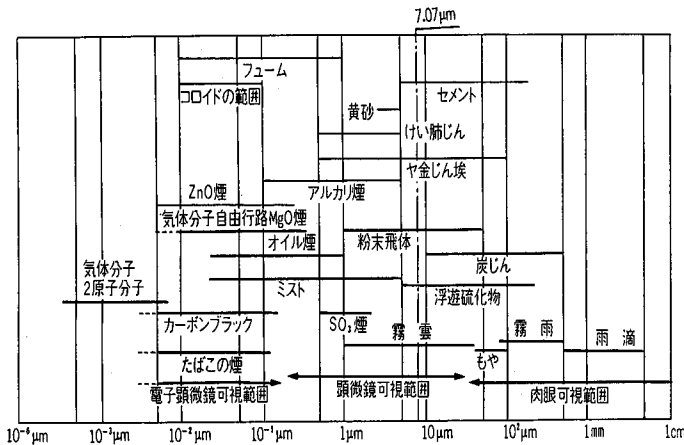 7.07μm
フューム
コロイドの範囲
セメント
黄砂
けい肺じん
ヤ金じん埃
ZnO煙
アルカリ煙
気体分子自由行路MgO煙
オイル煙
粉末飛体
気体分子
2原子分子
炭じん
ミスト
浮遊硫化物
カーボンブラック
SO₃煙
霧雲
霧雨
雨滴
たばこの煙
もや
電子顕微鏡可視範囲
顕微鏡可視範囲
肉眼可視範囲
10⁻⁶μm 10⁻³μm 10⁻²μm 10⁻¹μm 1μm 10μm 10²μm 1mm 1cm